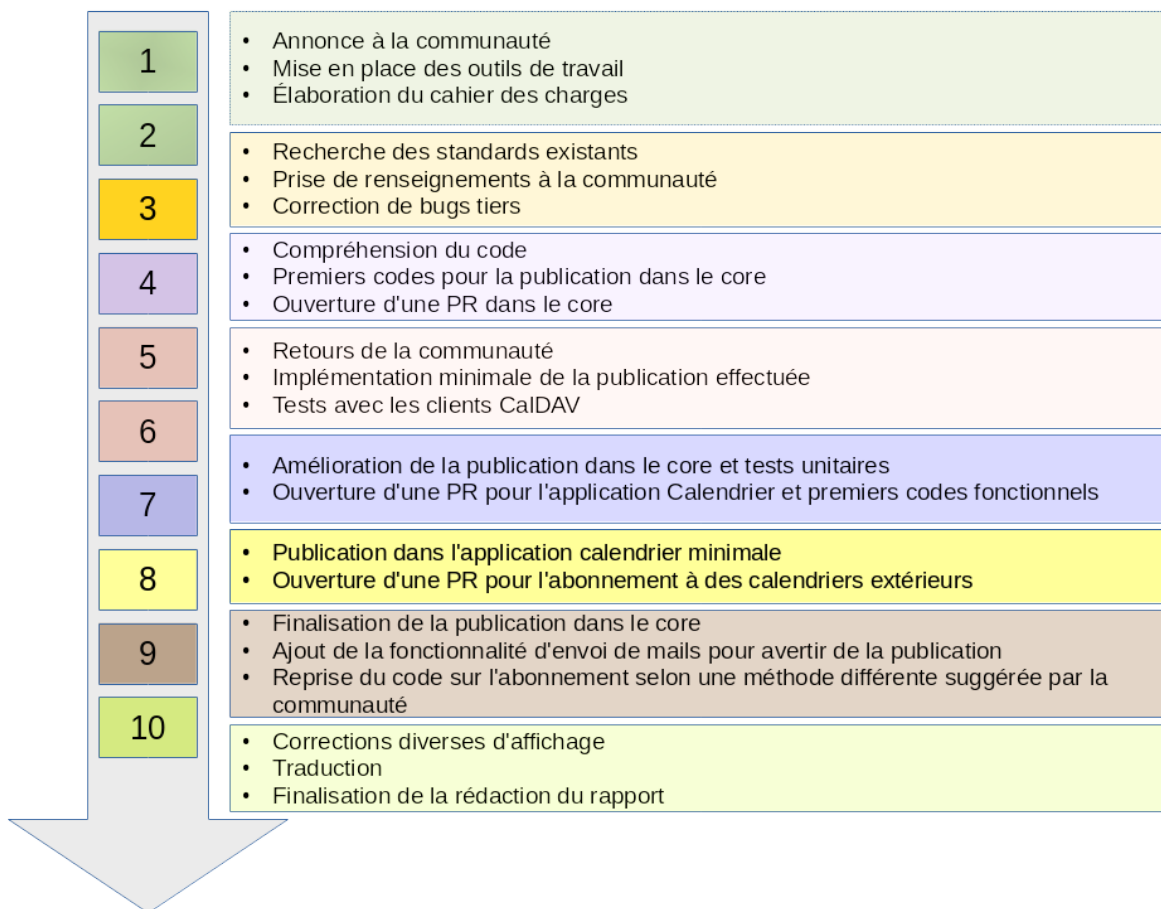 1
2
3
4
5
6
7
8
9
10
• Annonce à la communauté
• Mise en place des outils de travail
• Élaboration du cahier des charges
• Recherche des standards existants
• Prise de renseignements à la communauté
• Correction de bugs tiers
• Compréhension du code
• Premiers codes pour la publication dans le core
• Ouverture d'une PR dans le core
• Retours de la communauté
• Implémentation minimale de la publication effectuée
• Tests avec les clients CalDAV
• Amélioration de la publication dans le core et tests unitaires
• Ouverture d'une PR pour l'application Calendrier et premiers codes fonctionnels
• Publication dans l'application calendrier minimale
• Ouverture d'une PR pour l'abonnement à des calendriers extérieurs
• Finalisation de la publication dans le core
• Ajout de la fonctionnalité d'envoi de mails pour avertir de la publication
• Reprise du code sur l'abonnement selon une méthode différente suggérée par la
communauté
• Corrections diverses d'affichage
• Traduction
• Finalisation de la rédaction du rapport